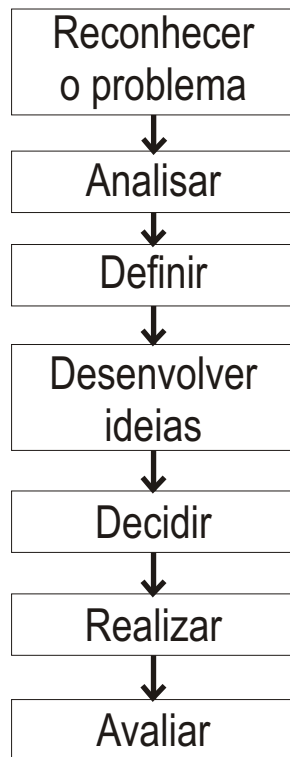 Reconhecer
o problema
Analisar
Definir
Desenvolver
ideias
Decidir
Realizar
Avaliar